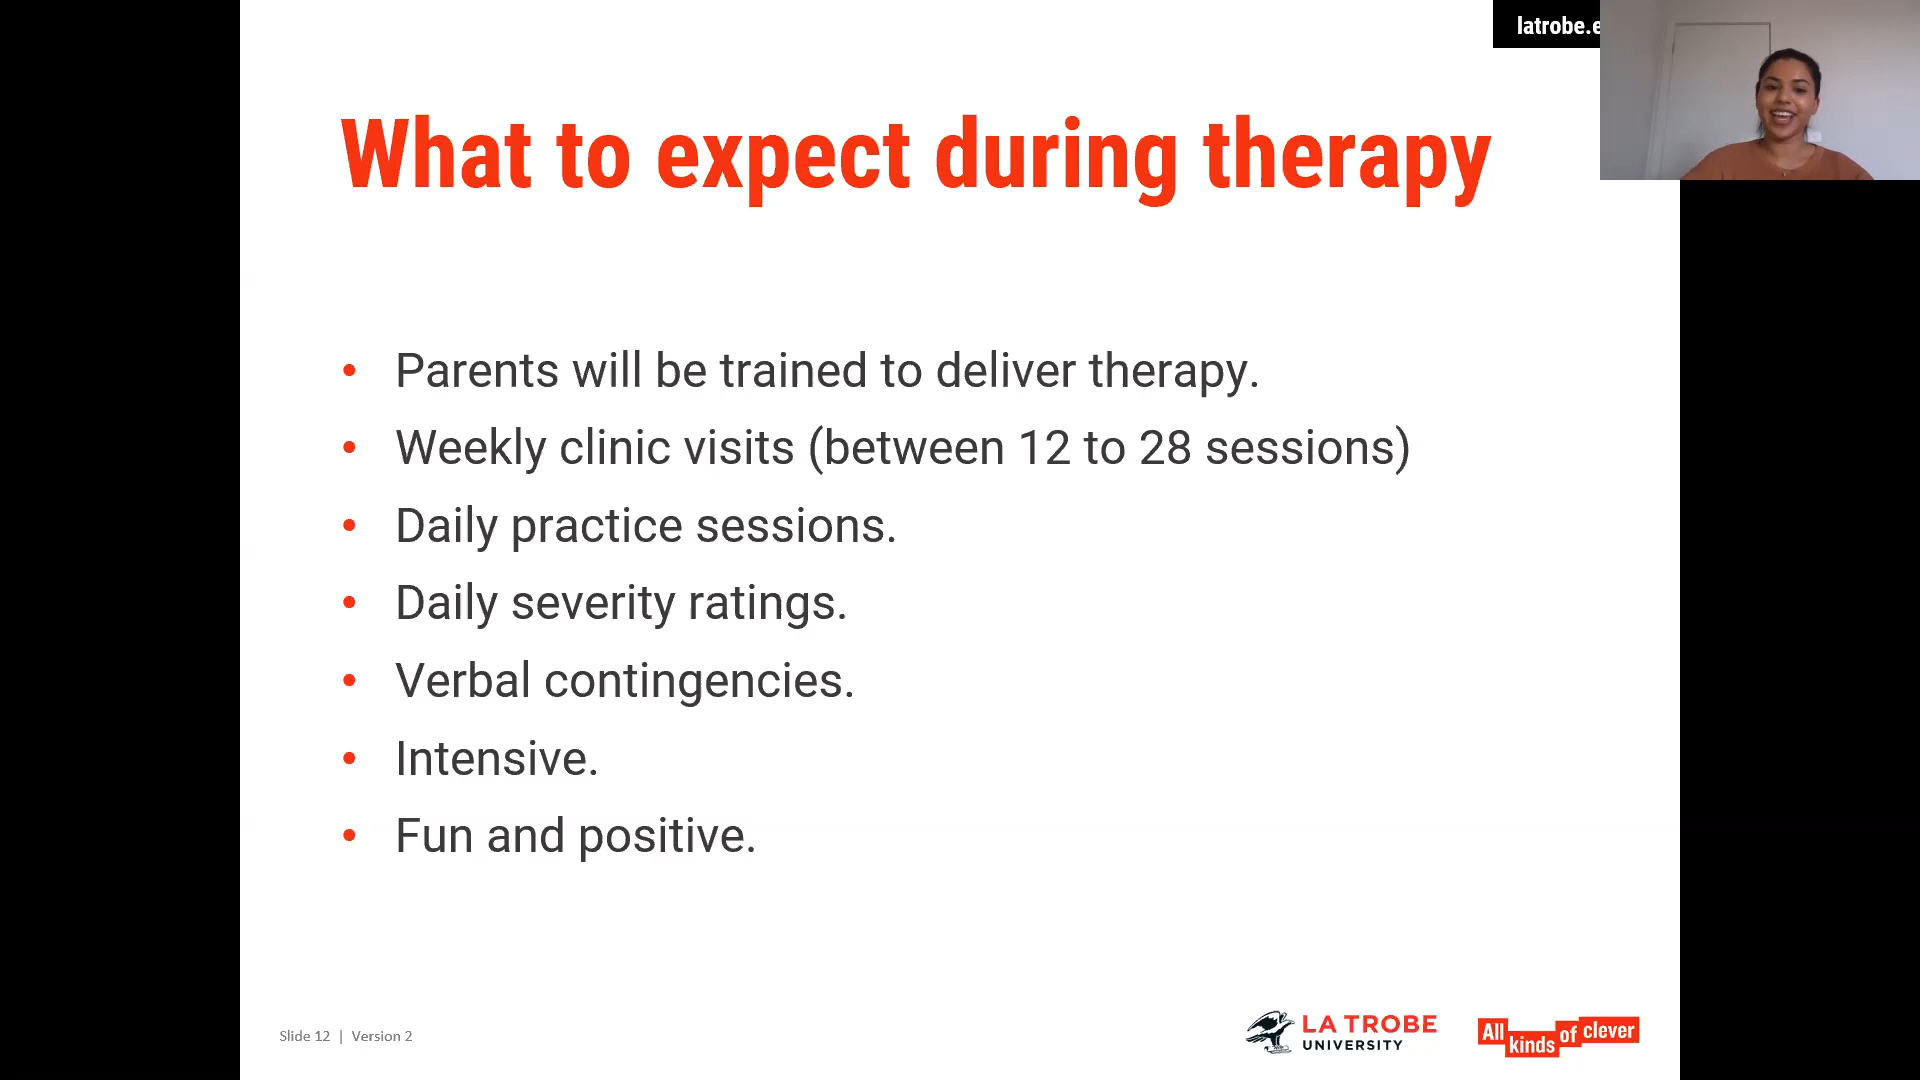 latrobe.e
What to expect during therapy
• Parents will be trained to deliver therapy.
• Weekly clinic visits (between 12 to 28 sessions)
• Daily practice sessions.
• Daily severity ratings.
• Verbal contingencies.
• Intensive.
• Fun and positive.
Slide 12 | Version 2
LA TROBE
UNIVERSITY
All kinds of clever